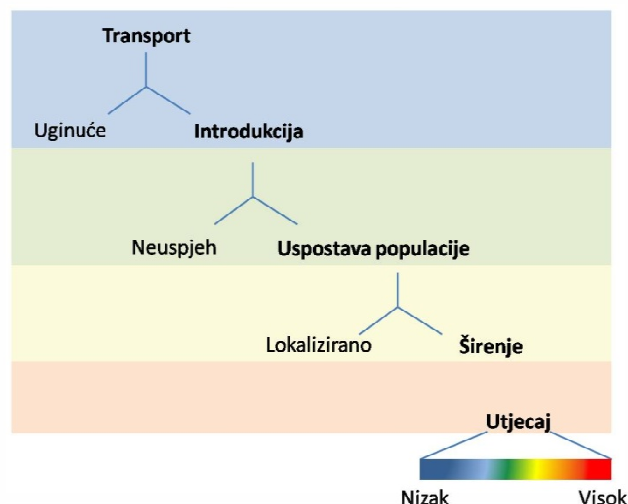 Transport
Uginuće
Introdukcija
Neuspjeh
Uspostava populacije
Lokalizirano
Širenje
Utjecaj
Nizak
Visok